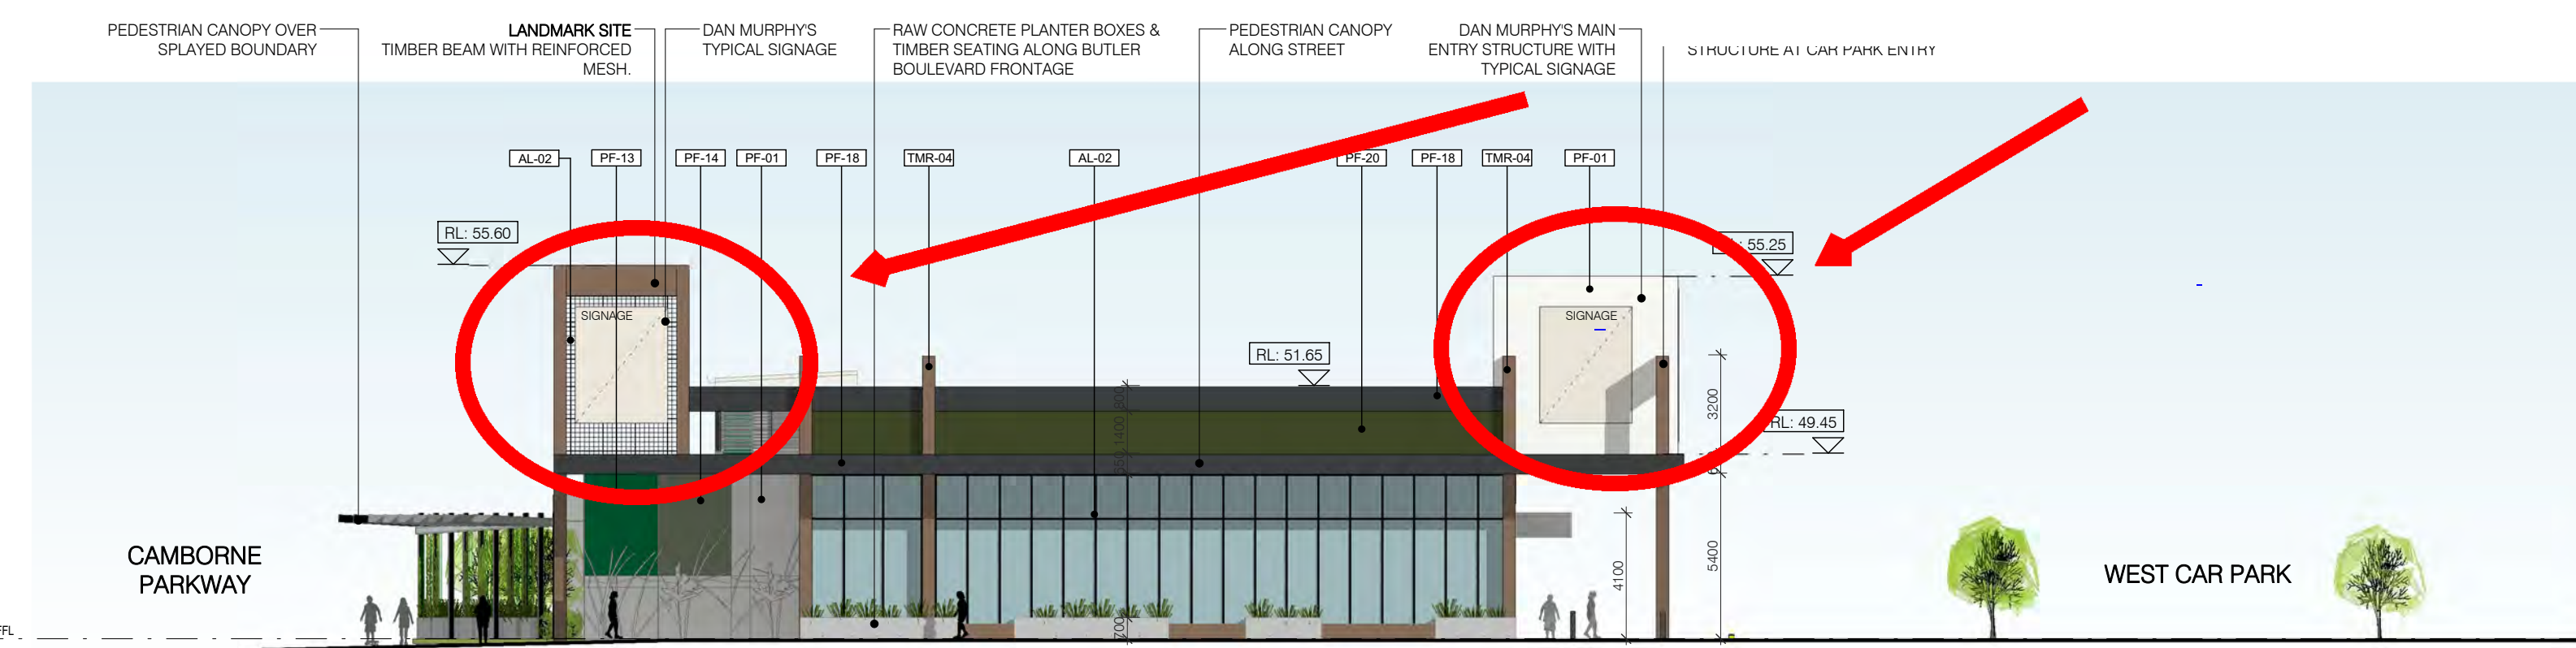 PEDESTRIAN CANOPY OVER
SPLAYED BOUNDARY
LANDMARK SITE
TIMBER BEAM WITH REINFORCED
MESH.
DAN MURPHY'S
TYPICAL SIGNAGE
RAW CONCRETE PLANTER BOXES &
TIMBER SEATING ALONG BUTLER
BOULEVARD FRONTAGE
PEDESTRIAN CANOPY
ALONG STREET
DAN MURPHY'S MAIN
ENTRY STRUCTURE WITH
TYPICAL SIGNAGE
STRUCTURE AT CAR PARK ENTRY
AL-02
PF-13
PF-14
PF-01
PF-18
TMR-04
AL-02
PF-20
PF-18
TMR-04
PF-01
RL: 55.60
55.25
SIGNAGE
SIGNAGE
RL: 51.65
RL: 49.45
800
1400
3200
5400
4100
700
CAMBORNE
PARKWAY
WEST CAR PARK
FFL